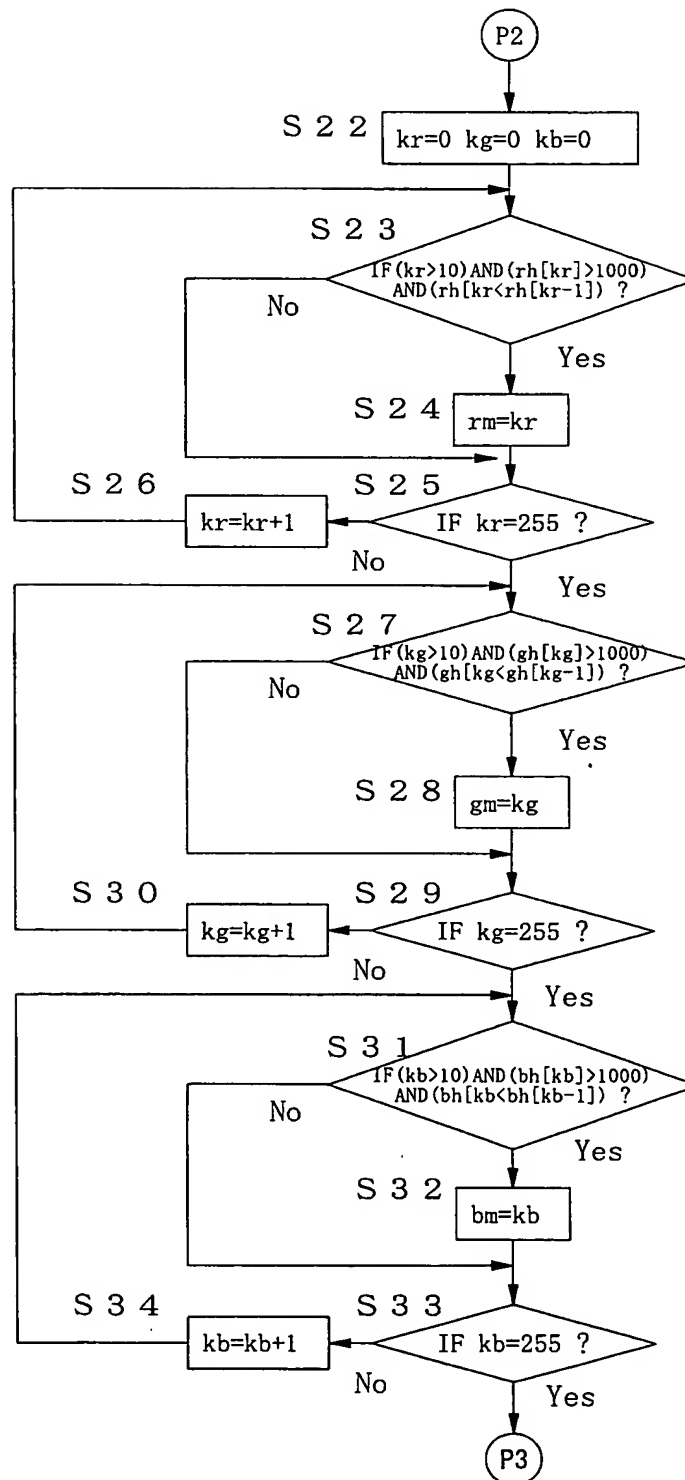 P2
S22
kr=0 kg=0 kb=0
S23
IF(kr>10)AND(rh[kr]>1000)
AND(rh[kr<rh[kr-1]) ?
No
Yes
S24
rm=kr
S26
S25
kr=kr+1
IF kr=255 ?
No
Yes
S27
IF(kg>10)AND(gh[kg]>1000)
AND(gh[kg<gh[kg-1]) ?
No
Yes
S28
gm=kg
S30
S29
kg=kg+1
IF kg=255 ?
No
Yes
S31
IF(kb>10)AND(bh[kb]>1000)
AND(bh[kb<bh[kb-1]) ?
No
Yes
S32
bm=kb
S34
S33
kb=kb+1
IF kb=255 ?
No
Yes
P3